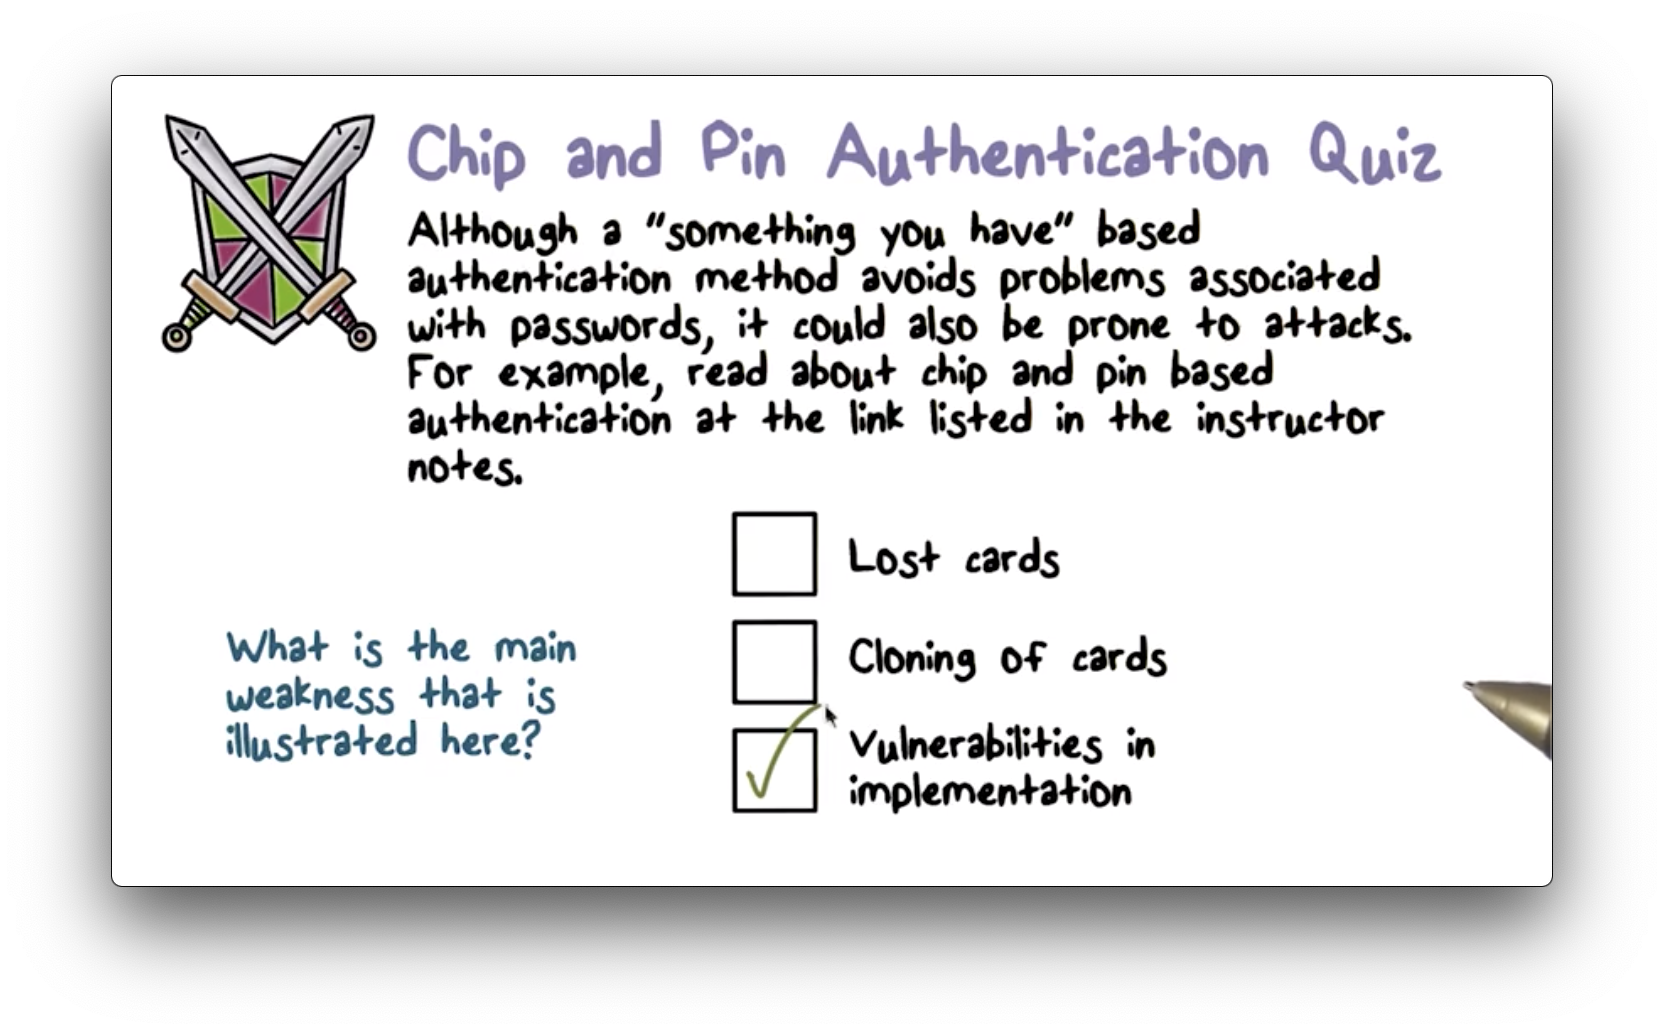 Chip and Pin Authentication Quiz
Although a "something you have" based
authentication method avoids problems associated
with passwords, it could also be prone to attacks.
For example, read about chip and pin based
authentication at the link listed in the instructor
notes.
What is the main
weakness that is
illustrated here?
Lost cards
Cloning of cards
Vulnerabilities in
implementation